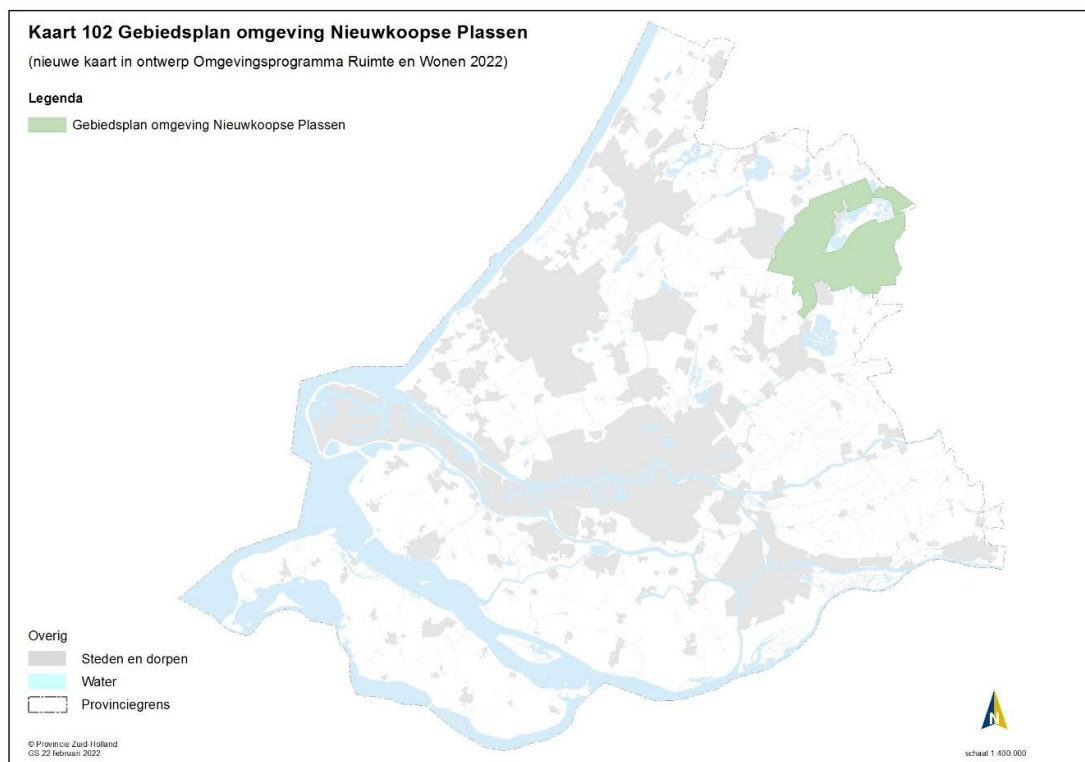 Kaart 102 Gebiedsplan omgeving Nieuwkoopse Plassen
(nieuwe kaart in ontwerp Omgevingsprogramma Ruimte en Wonen 2022)
Legenda
Gebiedsplan omgeving Nieuwkoopse Plassen
Overig
Steden en dorpen
Water
Provinciegrens
© Provincie Zuid-Holland
GS 22 februari 2022
N
schaal 1:400.000